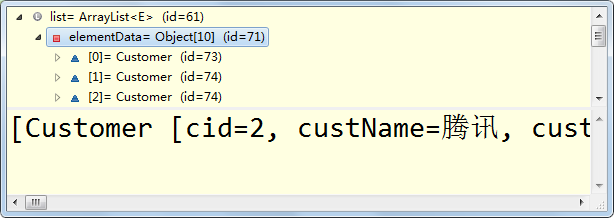 list= ArrayList<E> (id=61)
elementData= Object[10] (id=71)
[0]= Customer (id=73)
[1]= Customer (id=74)
[2]= Customer (id=74)
[Customer [cid=2, custName=腾讯, cust